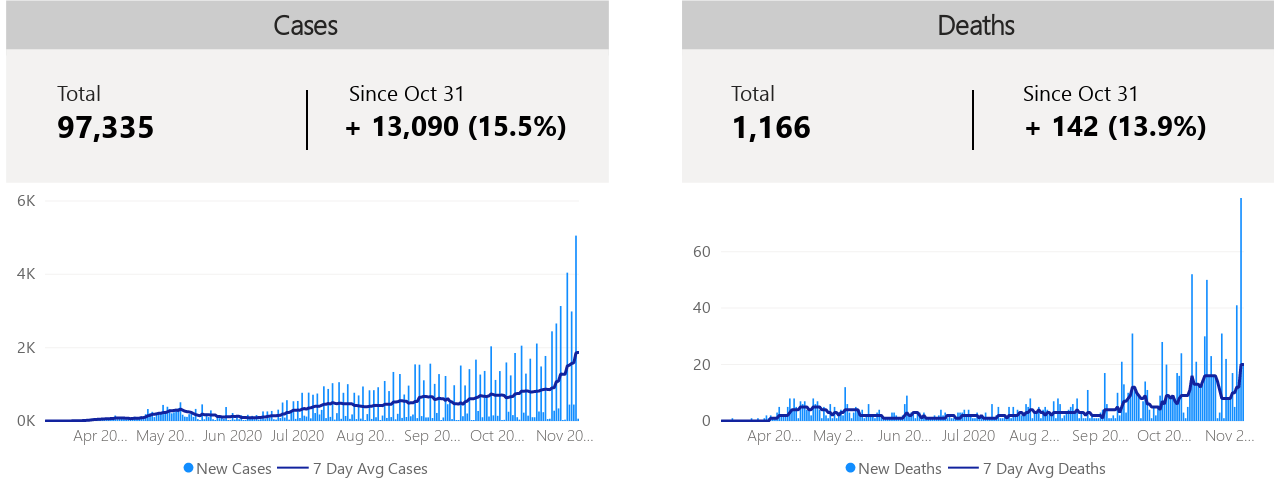 Cases
Total
97,335
Since Oct 31
+ 13,090 (15.5%)
6K
4K
2K
0K
Apr 20... May 20... Jun 2020 Jul 2020 Aug 20... Sep 20... Oct 20... Nov 20...
New Cases 7 Day Avg Cases
Deaths
Total
1,166
Since Oct 31
+ 142 (13.9%)
60
40
20
0
Apr 20... May 2... Jun 20... Jul 2020 Aug 2... Sep 20... Oct 20... Nov 2...
New Deaths 7 Day Avg Deaths